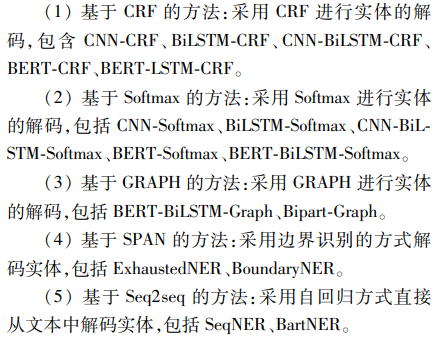 (1) 基于 CRF 的方法:采用 CRF 进行实体的解
码,包含 CNN-CRF、BiLSTM-CRF、CNN-BiLSTM-CRF、
BERT-CRF、BERT-LSTM-CRF。
(2) 基于 Softmax 的方法:采用 Softmax 进行实体
的解码,包括 CNN-Softmax、BiLSTM-Softmax、CNN-BiL-
STM-Softmax、BERT-Softmax、BERT-BiLSTM-Softmax。
(3) 基于 GRAPH 的方法:采用 GRAPH 进行实体
的解码,包括 BERT-BiLSTM-Graph、Bipart-Graph。
(4) 基于 SPAN 的方法:采用边界识别的方式解
码实体,包括 ExhaustedNER、BoundaryNER。
(5) 基于 Seq2seq 的方法:采用自回归方式直接
从文本中解码实体,包括 SeqNER、BartNER。